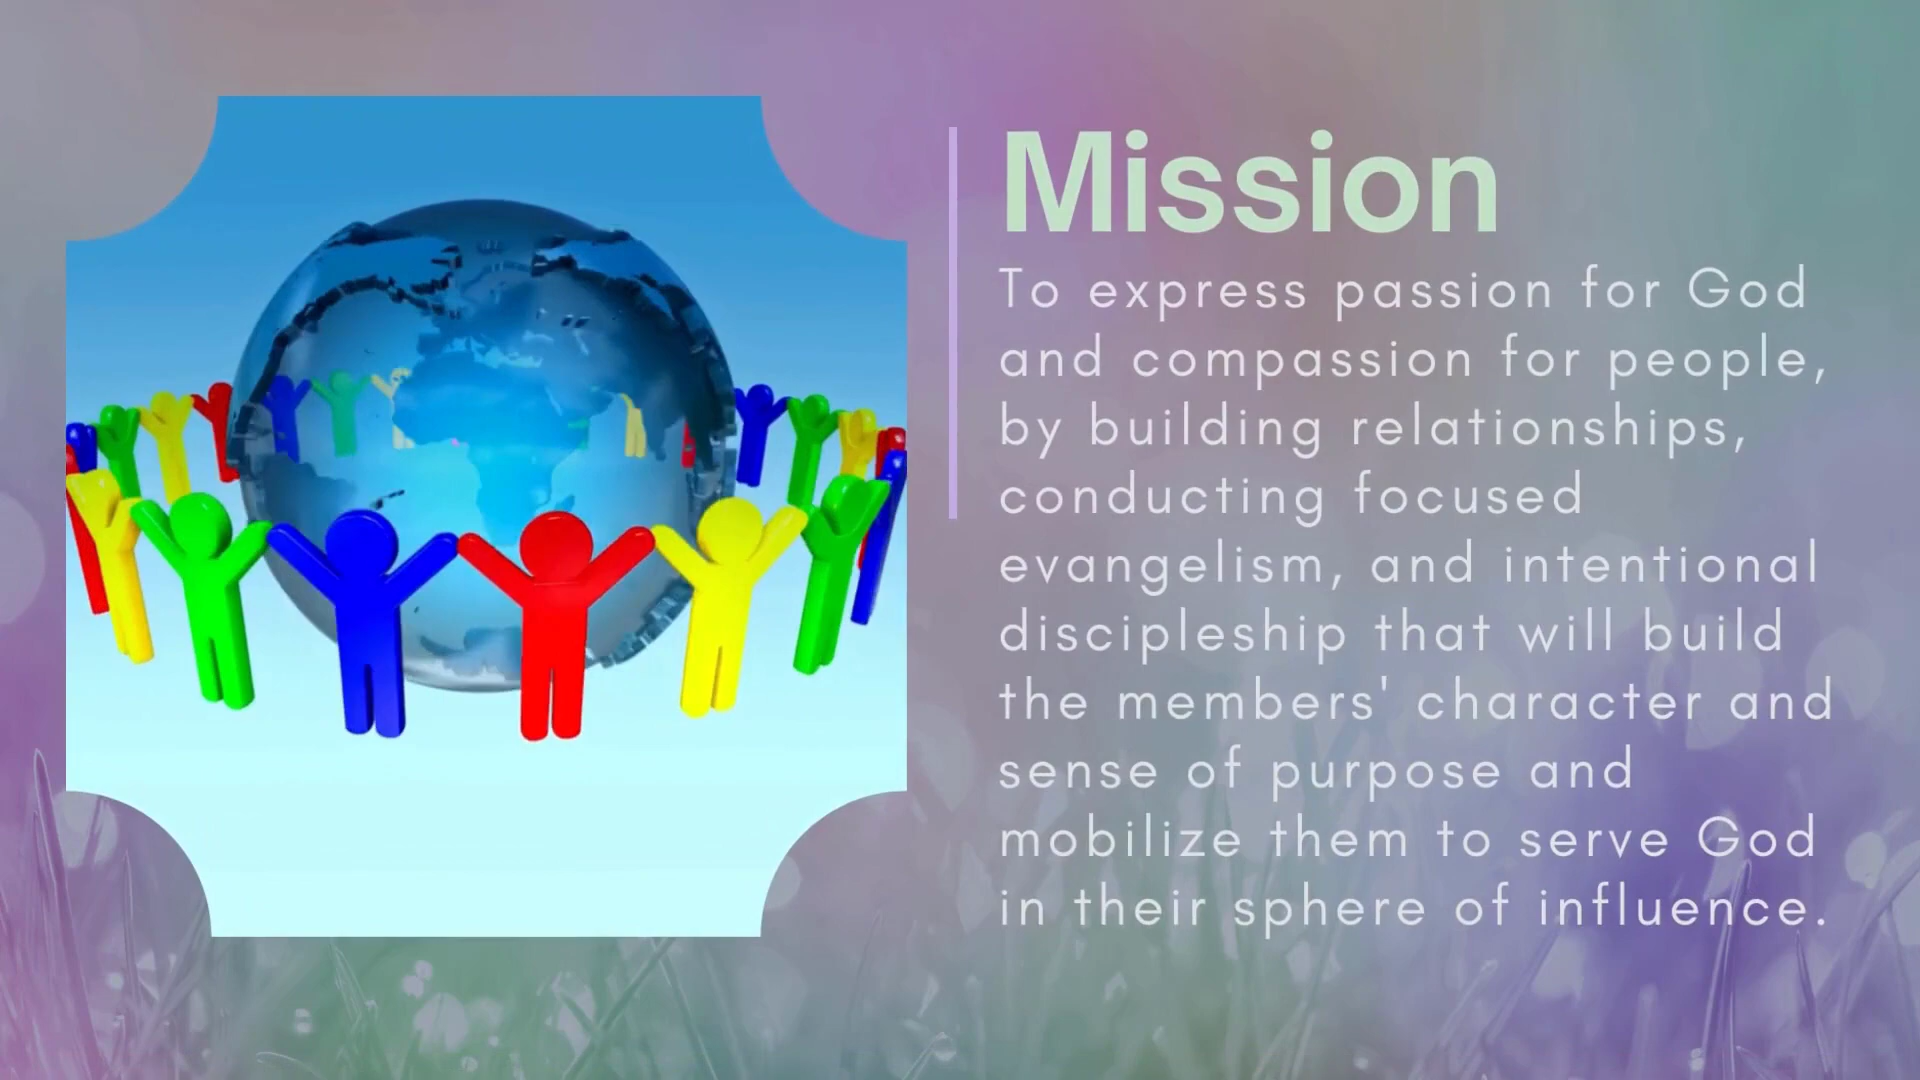 Mission
To express passion for God
and compassion for people,
by building relationships,
conducting focused
evangelism, and intentional
discipleship that will build
the members' character and
sense of purpose and
mobilize them to serve God
in their sphere of influence.